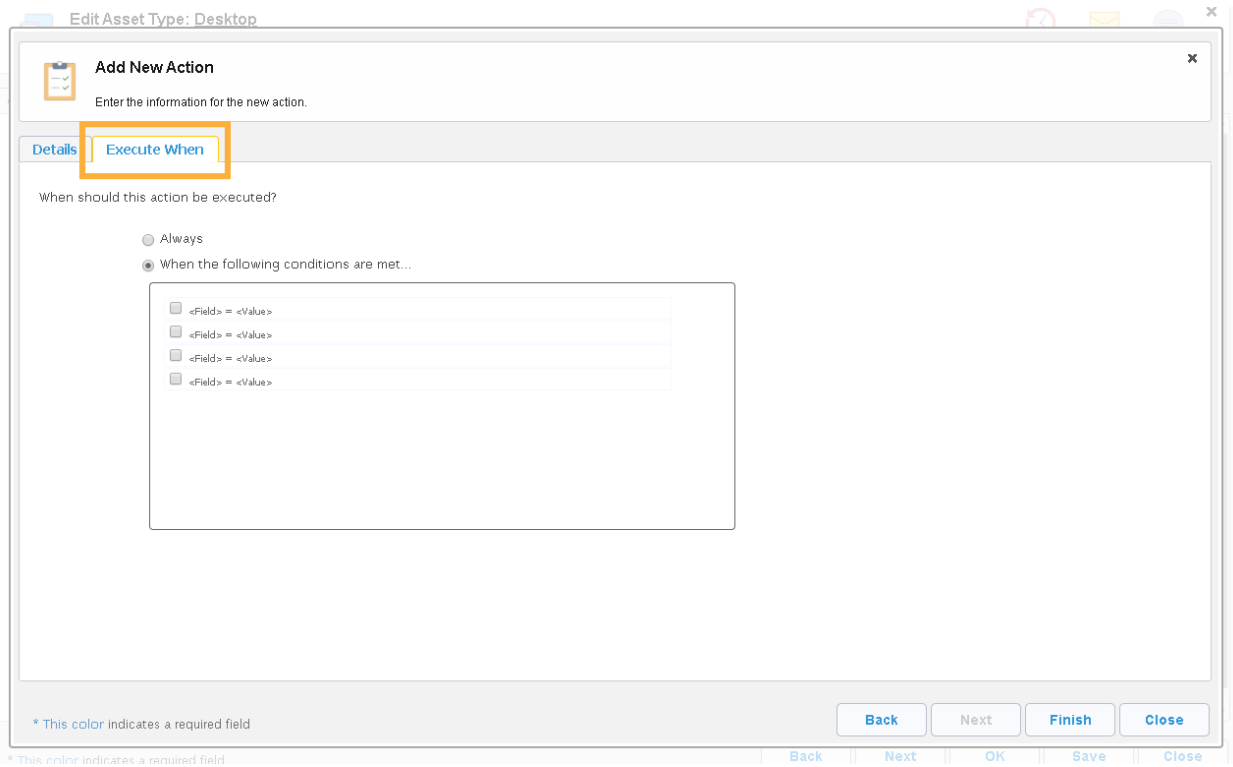 Edit Asset Type: Desktop
Add New Action
Enter the information for the new action.
Details
Execute When
When should this action be executed?
Always
When the following conditions are met...
<Field> = <Value>
<Field> = <Value>
<Field> = <Value>
<Field> = <Value>
* This color indicates a required field
Back
Next
Finish
Close
* This color indicates a required field
Back
Next
OK
Save
Close